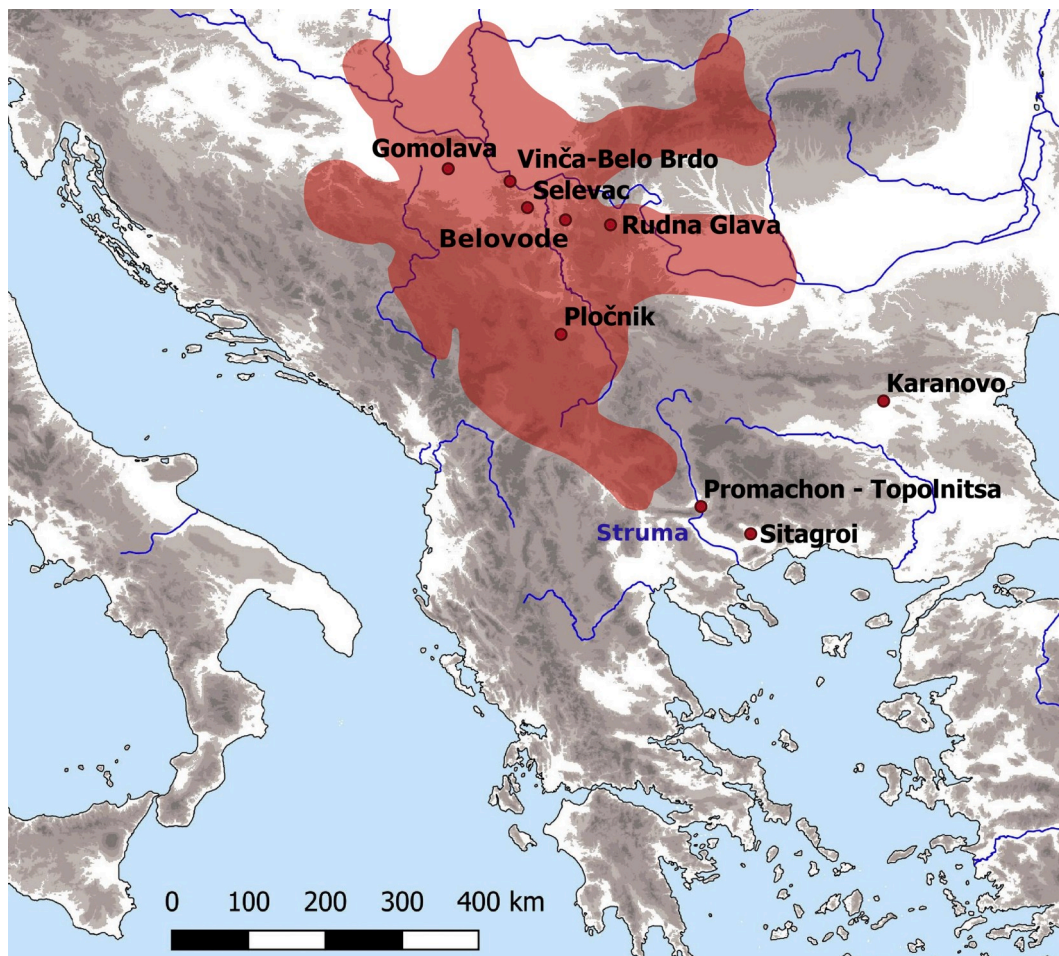 Gomolava
Vinča-Belo Brdo
Selevac
Belovode
Rudna Glava
Pločnik
Karanovo
Promachon - Topolnitsa
Struma
Sitagroi
0 100 200 300 400 km